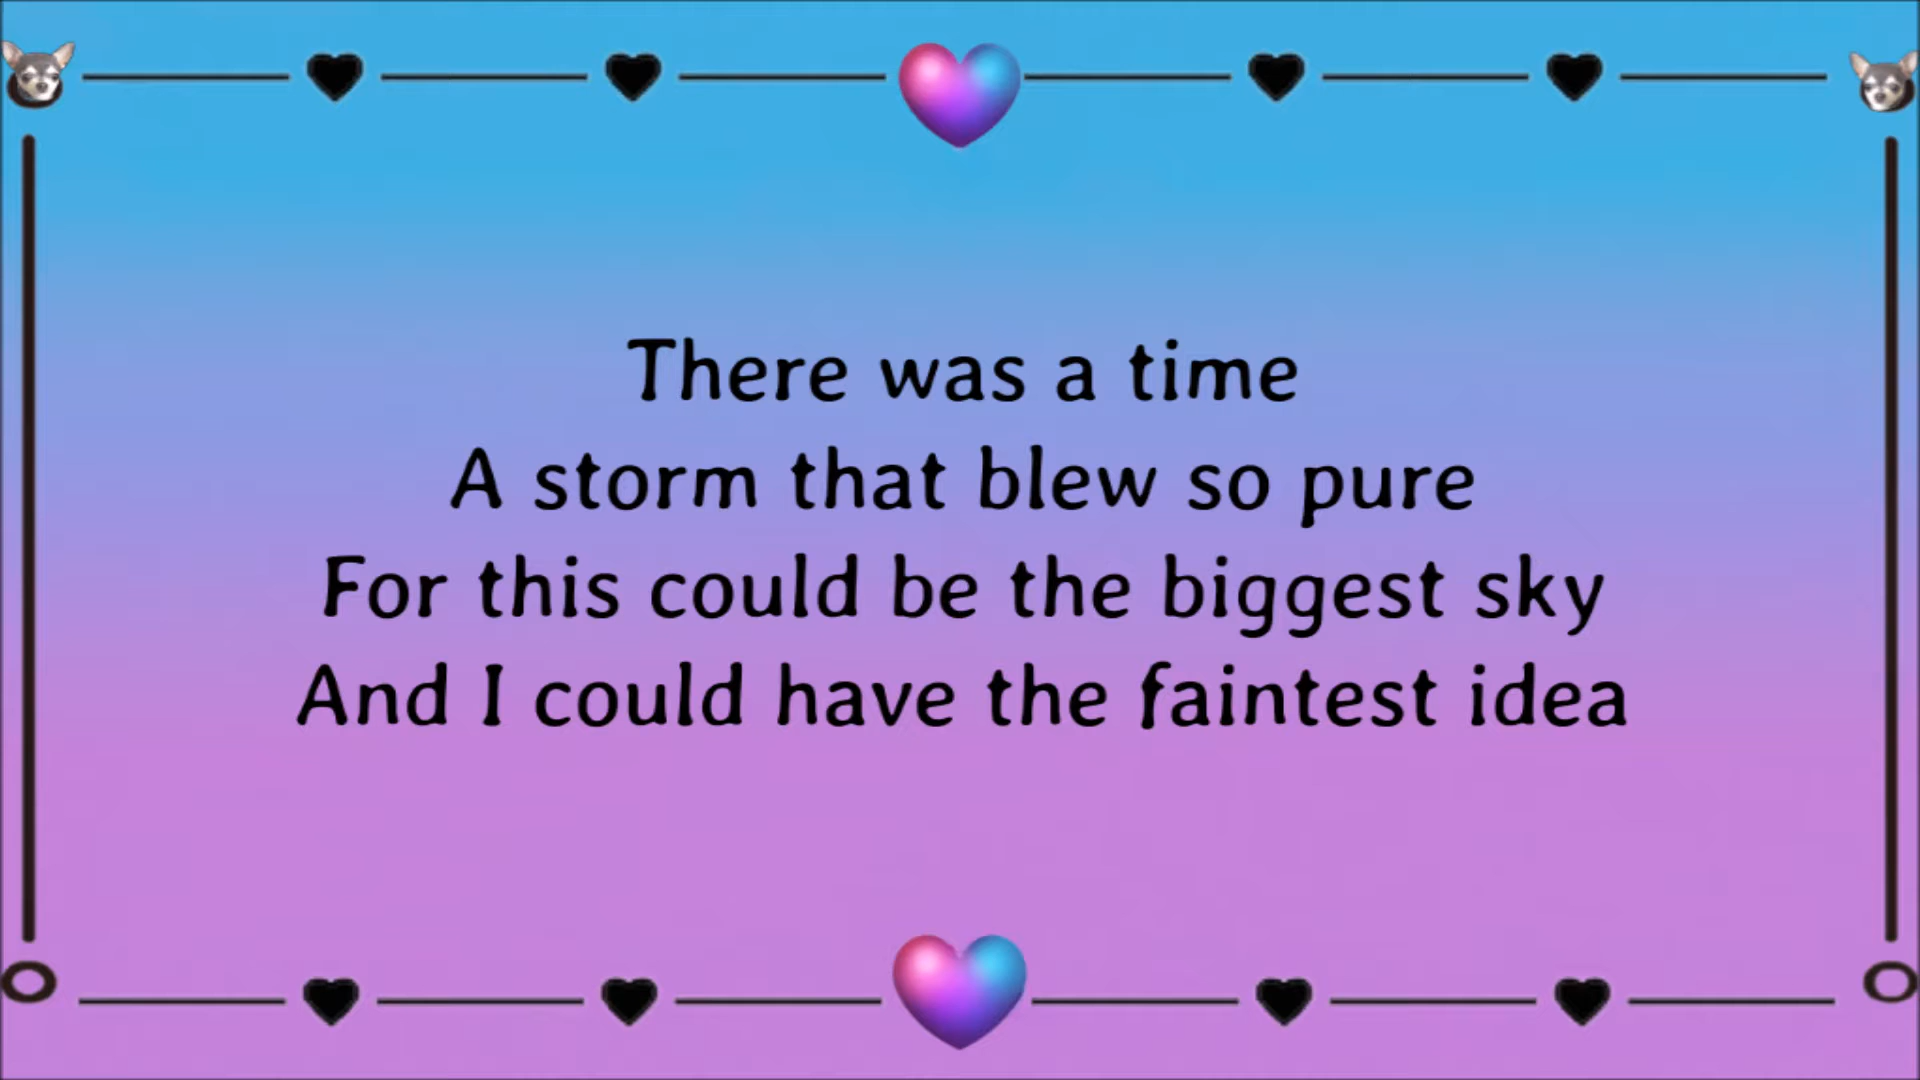 There was a time
A storm that blew so pure
For this could be the biggest sky
And I could have the faintest idea